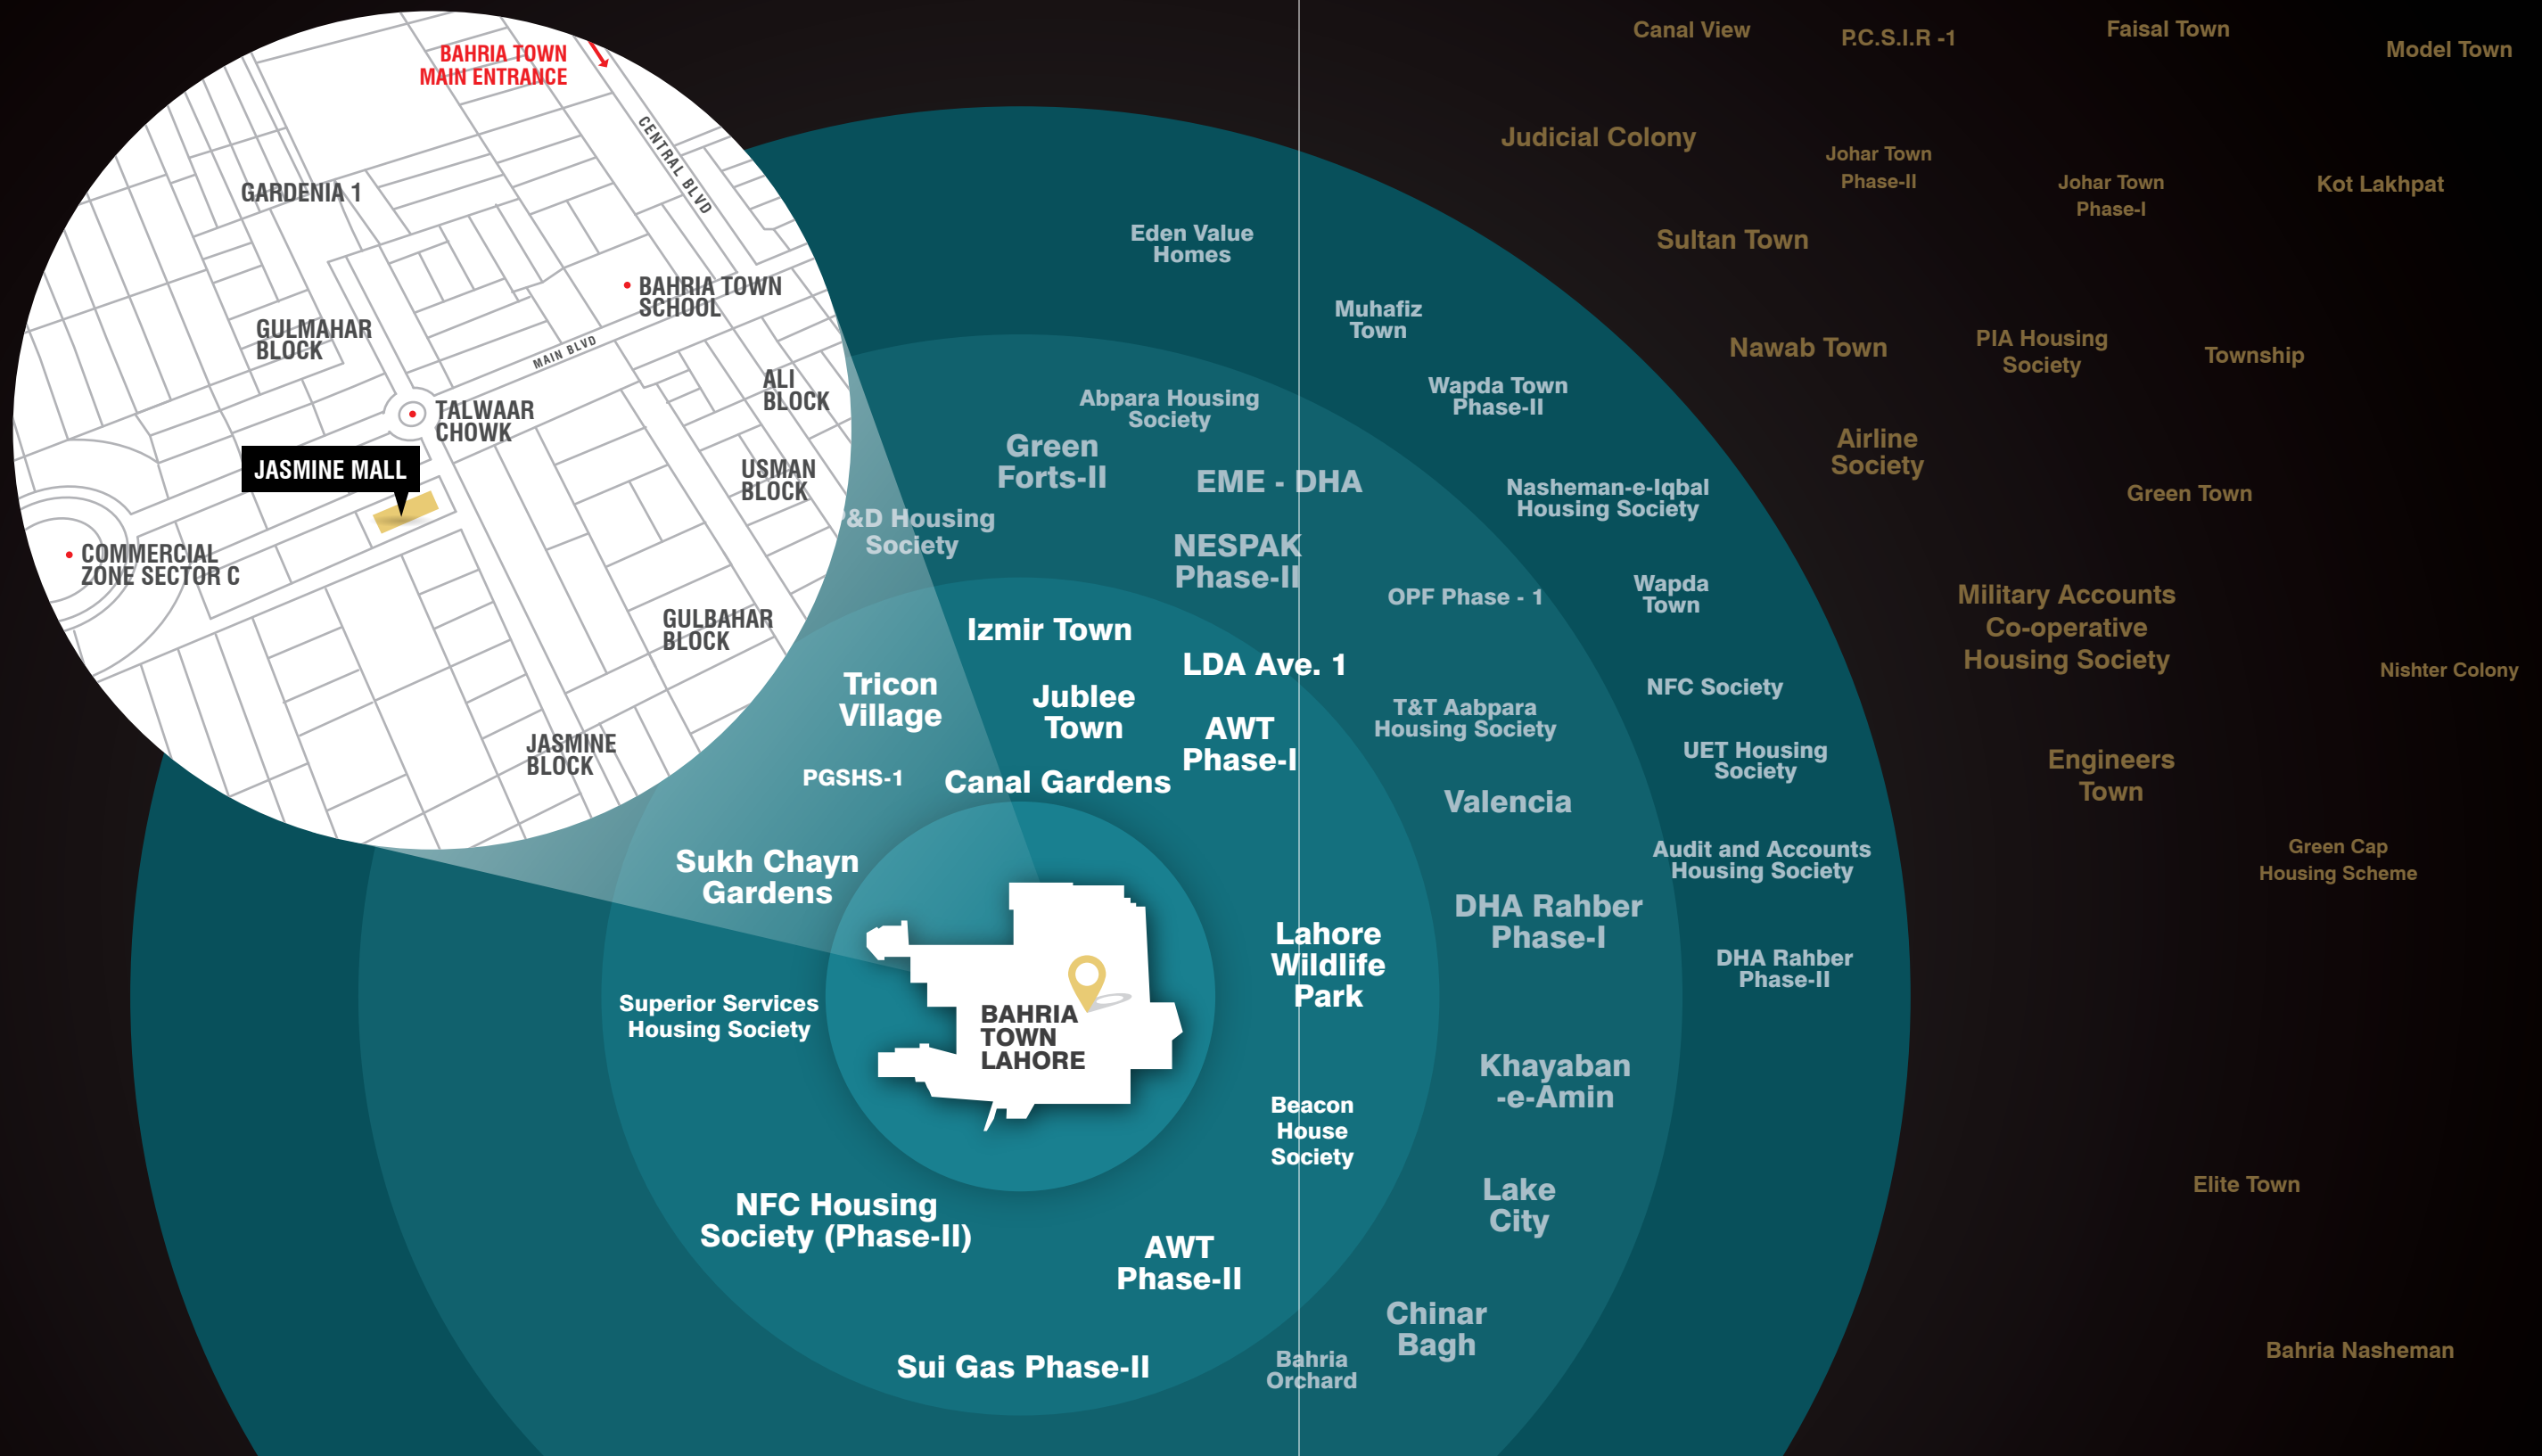 BAHRIA TOWN
MAIN ENTRANCE
CENTRAL BLVD
GARDENIA 1
BAHRIA TOWN
SCHOOL
GULMAHAR
BLOCK
MAIN BLVD
ALI
BLOCK
TALWAAR
CHOWK
JASMINE MALL
USMAN
BLOCK
COMMERCIAL
ZONE SECTOR C
GULBAHAR
BLOCK
JASMINE
BLOCK
Canal View
P.C.S.I.R -1
Faisal Town
Model Town
Judicial Colony
Johar Town
Phase-II
Johar Town
Phase-I
Kot Lakhpat
Eden Value
Homes
Sultan Town
Muhafiz
Town
Nawab Town
PIA Housing
Society
Township
Abpara Housing
Society
Wapda Town
Phase-II
Green
Forts-II
EME - DHA
Airline
Society
Nasheman-e-Iqbal
Housing Society
Green Town
&D Housing
Society
NESPAK
Phase-II
OPF Phase - 1
Wapda
Town
Military Accounts
Co-operative
Housing Society
Izmir Town
LDA Ave. 1
Nishter Colony
Tricon
Village
Jublee
Town
NFC Society
T&T Aabpara
Housing Society
AWT
Phase-I
UET Housing
Society
Engineers
Town
PGSHS-1
Canal Gardens
Valencia
Sukh Chayn
Gardens
Audit and Accounts
Housing Society
Green Cap
Housing Scheme
DHA Rahber
Phase-I
Lahore
Wildlife
Park
DHA Rahber
Phase-II
Superior Services
Housing Society
BAHRIA
TOWN
LAHORE
Khayaban
-e-Amin
Beacon
House
Society
Lake
City
Elite Town
NFC Housing
Society (Phase-II)
AWT
Phase-II
Chinar
Bagh
Sui Gas Phase-II
Bahria
Orchard
Bahria Nasheman